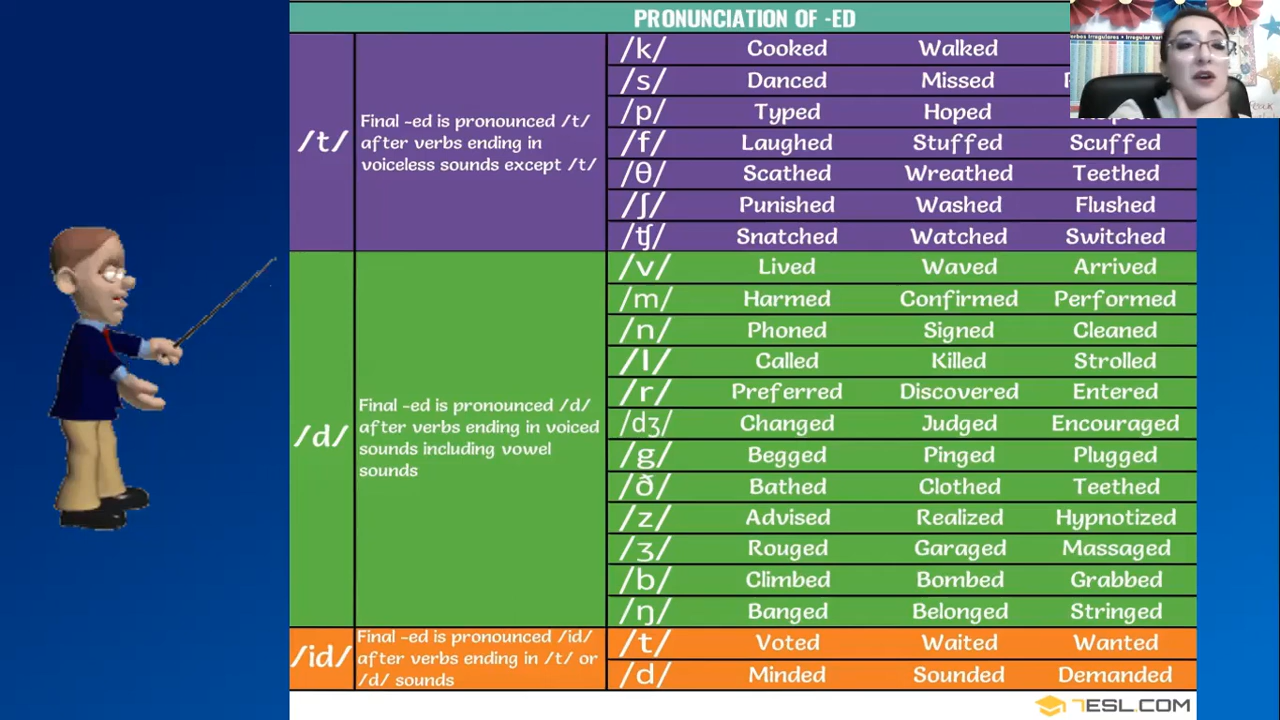 PRONUNCIATION OF -ED
/t/
Final -ed is pronounced /t/
after verbs ending in
voiceless sounds except /t/
/k/ Cooked Walked
/s/ Danced Missed
/p/ Typed Hoped
/f/ Laughed Stuffed Scuffed
/θ/ Scathed Wreathed Teethed
/ʃ/ Punished Washed Flushed
/ʧ/ Snatched Watched Switched
/d/
Final -ed is pronounced /d/
after verbs ending in voiced
sounds including vowel
sounds
/v/ Lived Waved Arrived
/m/ Harmed Confirmed Performed
/n/ Phoned Signed Cleaned
/l/ Called Killed Strolled
/r/ Preferred Discovered Entered
/dʒ/ Changed Judged Encouraged
/g/ Begged Pinged Plugged
/ð/ Bathed Clothed Teethed
/z/ Advised Realized Hypnotized
/ʒ/ Rouged Garaged Massaged
/b/ Climbed Bombed Grabbed
/ŋ/ Banged Belonged Stringed
/id/
Final -ed is pronounced /id/
after verbs ending in /t/ or
/d/ sounds
/t/ Voted Waited Wanted
/d/ Minded Sounded Demanded
7ESL.COM